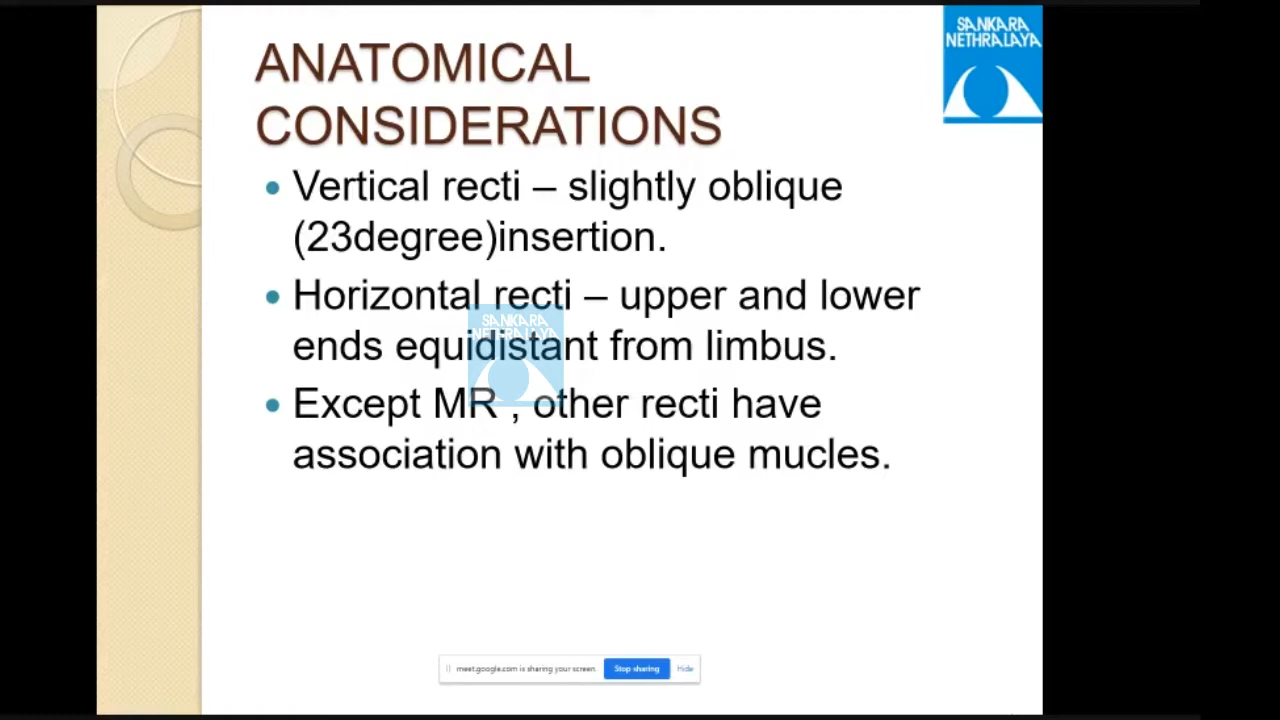 SANKARA
NETHRALAYA
ANATOMICAL
CONSIDERATIONS
• Vertical recti – slightly oblique
(23degree)insertion.
• Horizontal recti – upper and lower
ends equidistant from limbus.
• Except MR , other recti have
association with oblique mucles.
SANKARA
NETHRALAYA
meet.google.com is sharing your screen. Stop sharing Hide